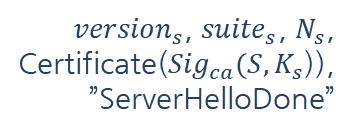 version_s, suite_s, N_s,
Certificate(Sig_ca(S, K_s)),
”ServerHelloDone”